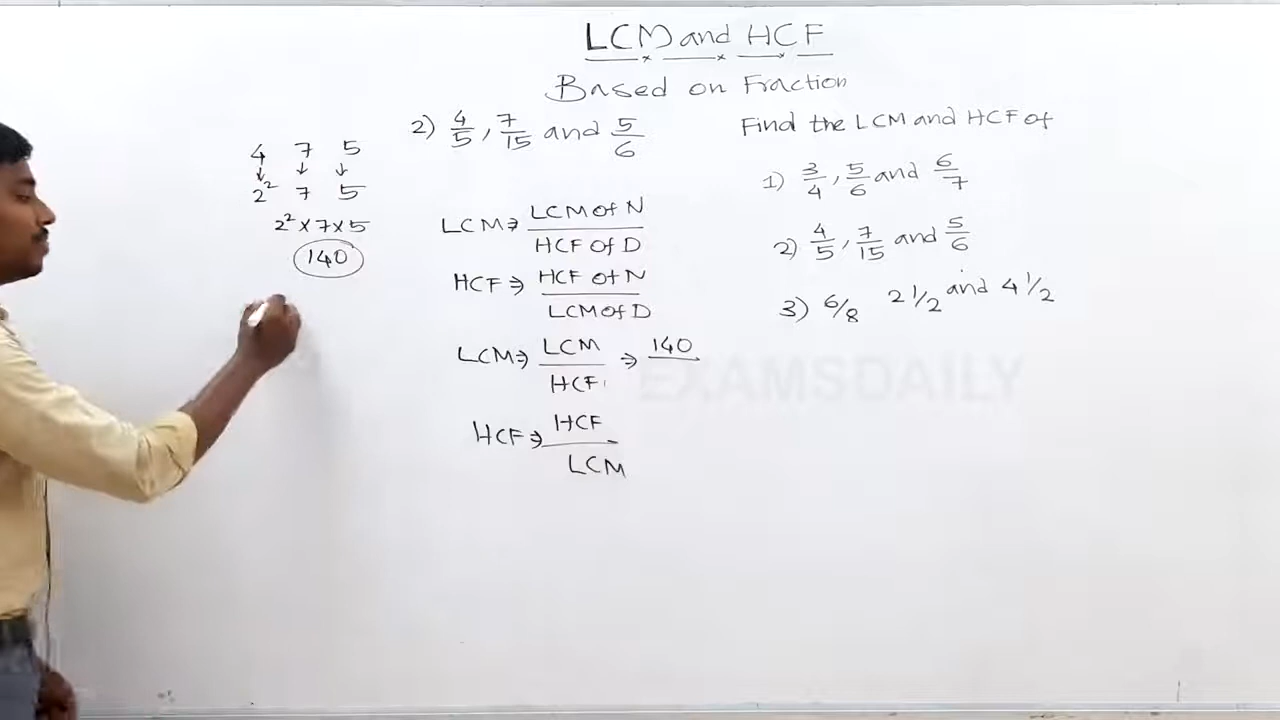 LCM and HCF
Based on Fraction
4 7 5
↓ ↓ ↓
2² 7 5
2² × 7 × 5
140
2) 4/5, 7/15 and 5/6
LCM ⇒ LCM of N / HCF of D
HCF ⇒ HCF of N / LCM of D
LCM ⇒ LCM / HCF ⇒ 140
HCF ⇒ HCF / LCM
Find the LCM and HCF of
1) 3/4, 5/6 and 6/7
2) 4/5, 7/15 and 5/6
3) 6/8 2 1/2 and 4 1/2
EXAMSDAILY